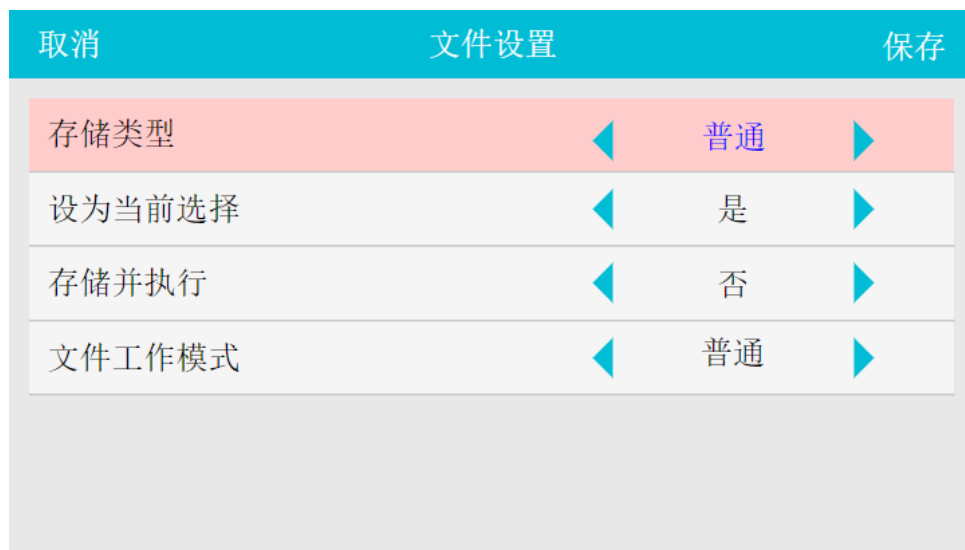 取消 文件设置 保存
存储类型 普通
设为当前选择 是
存储并执行 否
文件工作模式 普通